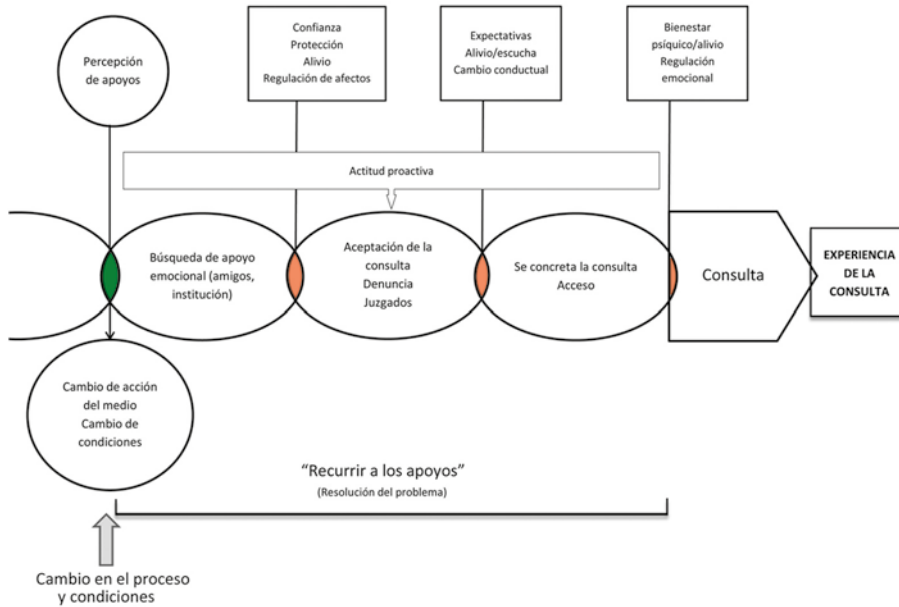 Percepción
de apoyos
Confianza
Protección
Alivio
Regulación de afectos
Expectativas
Alivio/escucha
Cambio conductual
Bienestar
psíquico/alivio
Regulación
emocional
Actitud proactiva
Búsqueda de apoyo
emocional (amigos,
institución)
Aceptación de la
consulta
Denuncia
Juzgados
Se concreta la consulta
Acceso
Consulta
EXPERIENCIA
DE LA
CONSULTA
Cambio de acción
del medio
Cambio de
condiciones
“Recurrir a los apoyos”
(Resolución del problema)
Cambio en el proceso
y condiciones